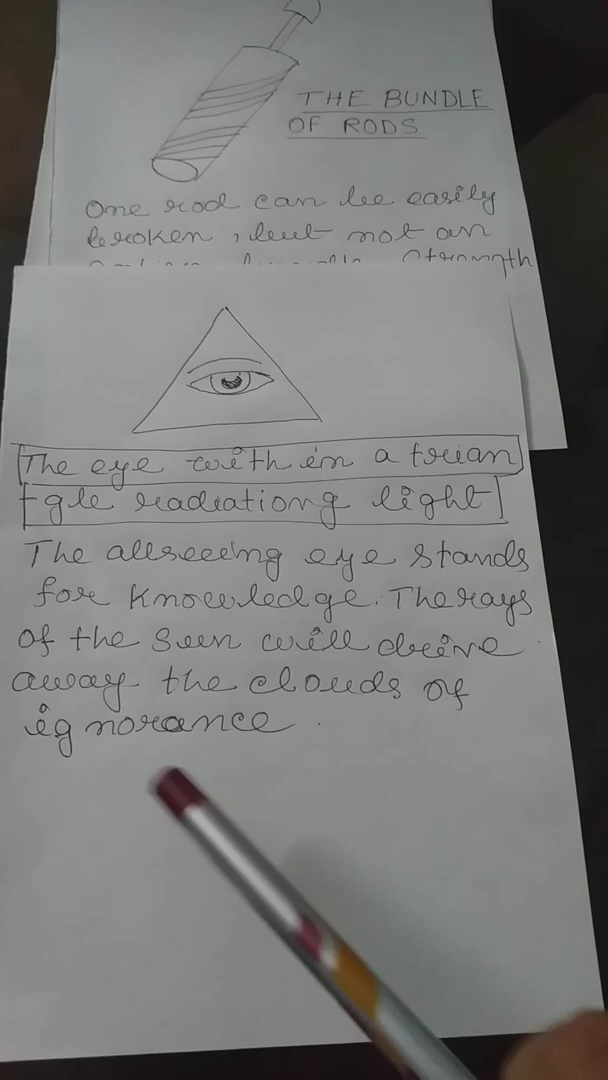 THE BUNDLE
OF RODS
One rod can be easily
broken, but not an
Strength
The eye with in a trian
gle radiationg light
The allseeing eye stands
for knowledge. The rays
of the Sun will drive
away the clouds of
ignorance.